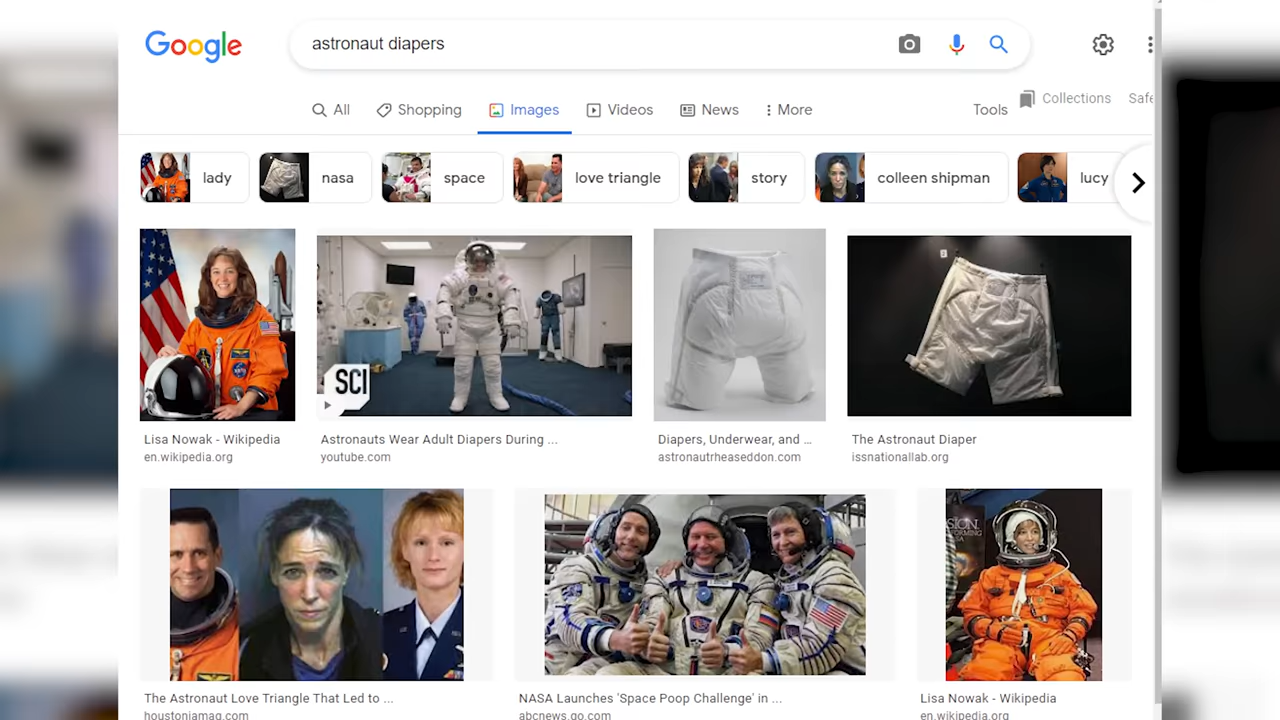 Google
astronaut diapers
All
Shopping
Images
Videos
News
More
Tools
Collections
Safe
lady
nasa
space
love triangle
story
colleen shipman
lucy
SCI
Lisa Nowak - Wikipedia
en.wikipedia.org
Astronauts Wear Adult Diapers During ...
youtube.com
Diapers, Underwear, and ...
astronautrheaseddon.com
The Astronaut Diaper
issnationallab.org
The Astronaut Love Triangle That Led to ...
houstoniamag.com
NASA Launches 'Space Poop Challenge' in ...
abcnews.go.com
Lisa Nowak - Wikipedia
en.wikipedia.org